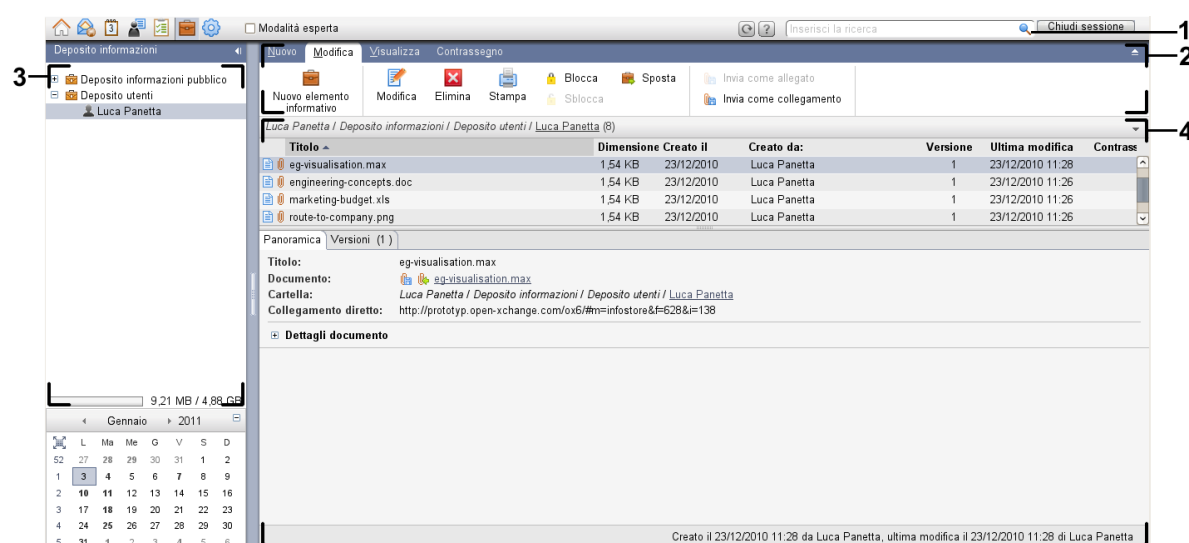 Modalità esperta
Inserisci la ricerca
Chiudi sessione
1
Deposito informazioni
Nuovo Modifica Visualizza Contrassegno
2
3
Deposito informazioni pubblico
Deposito utenti
Luca Panetta
Nuovo elemento informativo
Modifica
Elimina
Stampa
Blocca
Sblocca
Sposta
Invia come allegato
Invia come collegamento
Luca Panetta / Deposito informazioni / Deposito utenti / Luca Panetta (8)
4
Titolo Dimensione Creato il Creato da: Versione Ultima modifica Contrass
eg-visualisation.max 1,54 KB 23/12/2010 Luca Panetta 1 23/12/2010 11:28
engineering-concepts.doc 1,54 KB 23/12/2010 Luca Panetta 1 23/12/2010 11:26
marketing-budget.xls 1,54 KB 23/12/2010 Luca Panetta 1 23/12/2010 11:26
route-to-company.png 1,54 KB 23/12/2010 Luca Panetta 1 23/12/2010 11:26
Panoramica Versioni (1 )
Titolo: eg-visualisation.max
Documento: eg-visualisation.max
Cartella: Luca Panetta / Deposito informazioni / Deposito utenti / Luca Panetta
Collegamento diretto: http://prototyp.open-xchange.com/ox6/#m=infostore&f=628&i=138
Dettagli documento
9,21 MB / 4,88 GB
Gennaio 2011
L Ma Me G V S D
52 27 28 29 30 31 1 2
1 3 4 5 6 7 8 9
2 10 11 12 13 14 15 16
3 17 18 19 20 21 22 23
4 24 25 26 27 28 29 30
5 31 1 2 3 4 5 6
Creato il 23/12/2010 11:28 da Luca Panetta, ultima modifica il 23/12/2010 11:28 di Luca Panetta